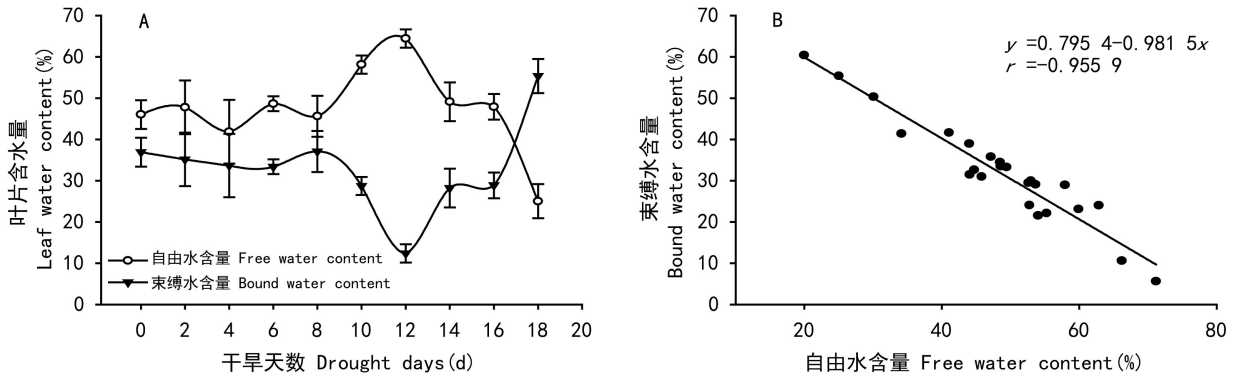 A
叶片含水量
Leaf water content(%)
70
60
50
40
30
20
10
0
自由水含量 Free water content
束缚水含量 Bound water content
0 2 4 6 8 10 12 14 16 18 20
干旱天数 Drought days(d)
B
束缚水含量
Bound water content(%)
70
60
50
40
30
20
10
0
y =0.795 4-0.981 5x
r =-0.955 9
20 40 60 80
自由水含量 Free water content(%)